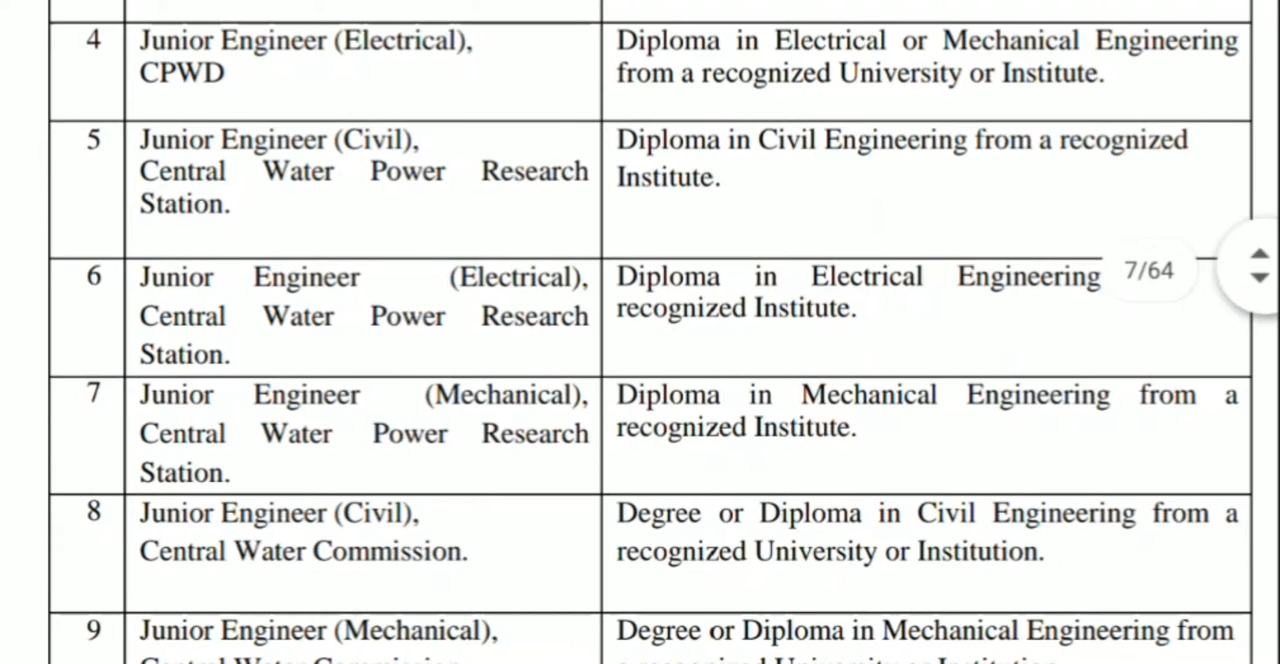 4
Junior Engineer (Electrical),
CPWD
Diploma in Electrical or Mechanical Engineering
from a recognized University or Institute.
5
Junior Engineer (Civil),
Central Water Power Research
Station.
Diploma in Civil Engineering from a recognized
Institute.
6
Junior Engineer (Electrical),
Central Water Power Research
Station.
Diploma in Electrical Engineering
recognized Institute.
7/64
7
Junior Engineer (Mechanical),
Central Water Power Research
Station.
Diploma in Mechanical Engineering from a
recognized Institute.
8
Junior Engineer (Civil),
Central Water Commission.
Degree or Diploma in Civil Engineering from a
recognized University or Institution.
9
Junior Engineer (Mechanical),
Degree or Diploma in Mechanical Engineering from